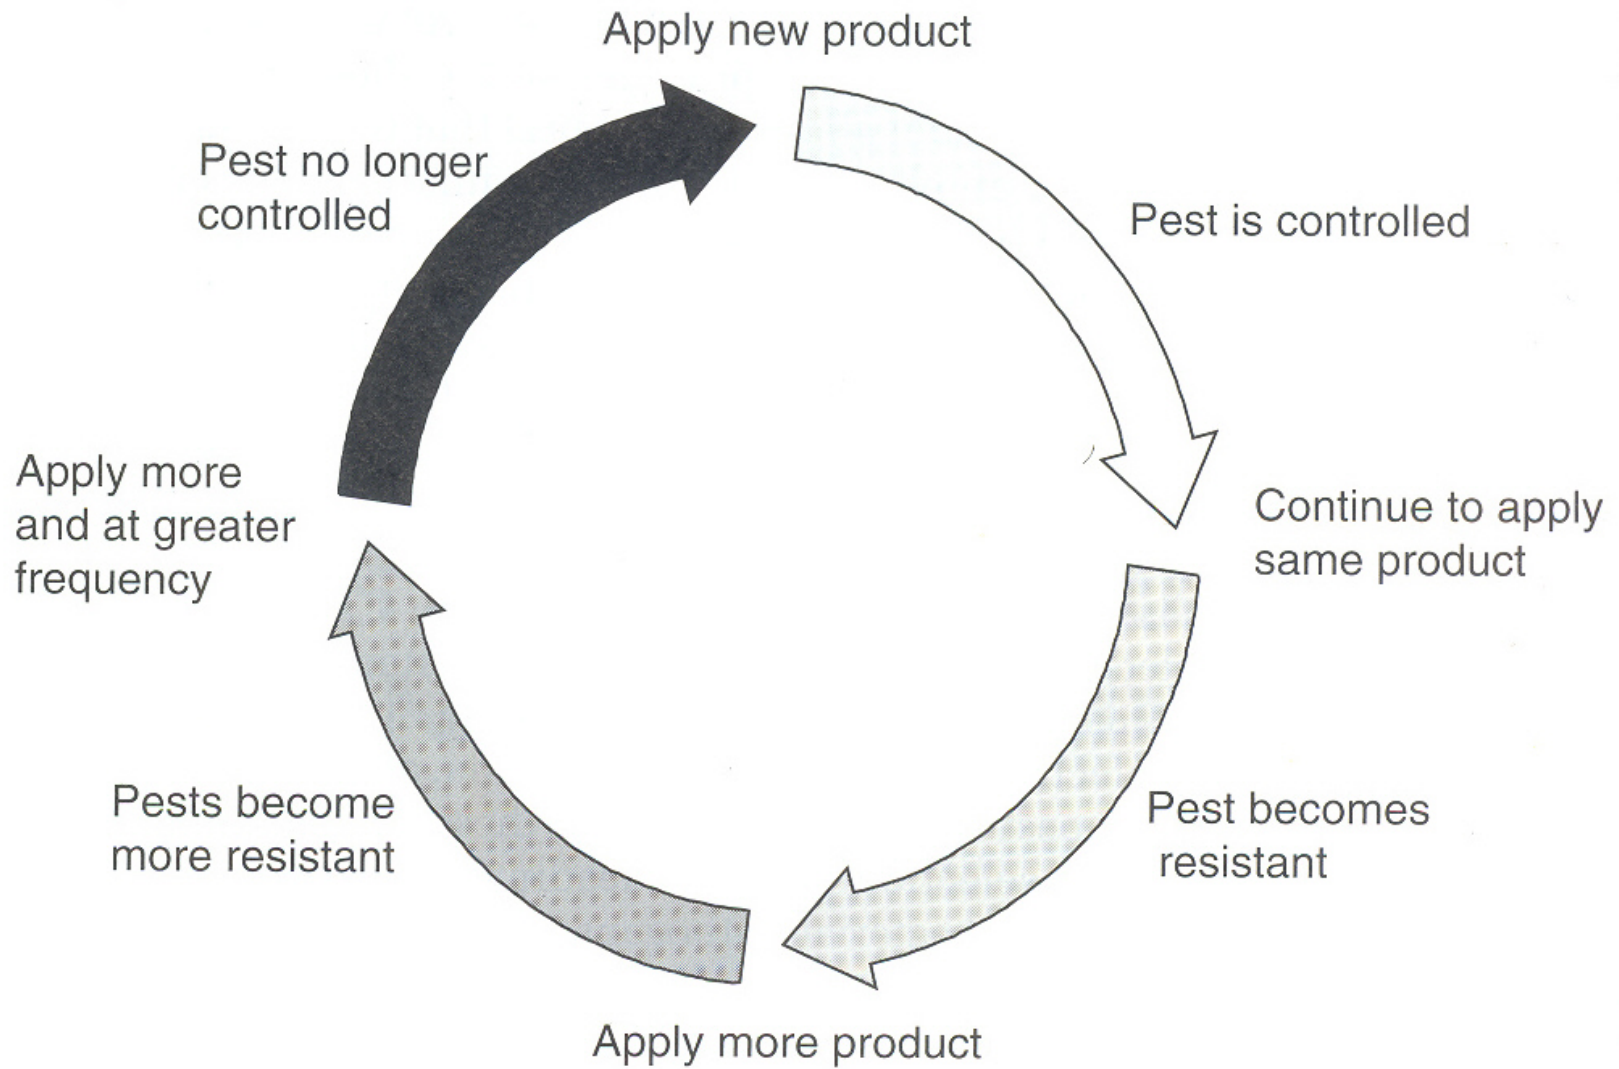 Apply new product
Pest is controlled
Continue to apply
same product
Pest becomes
resistant
Apply more product
Pests become
more resistant
Apply more
and at greater
frequency
Pest no longer
controlled